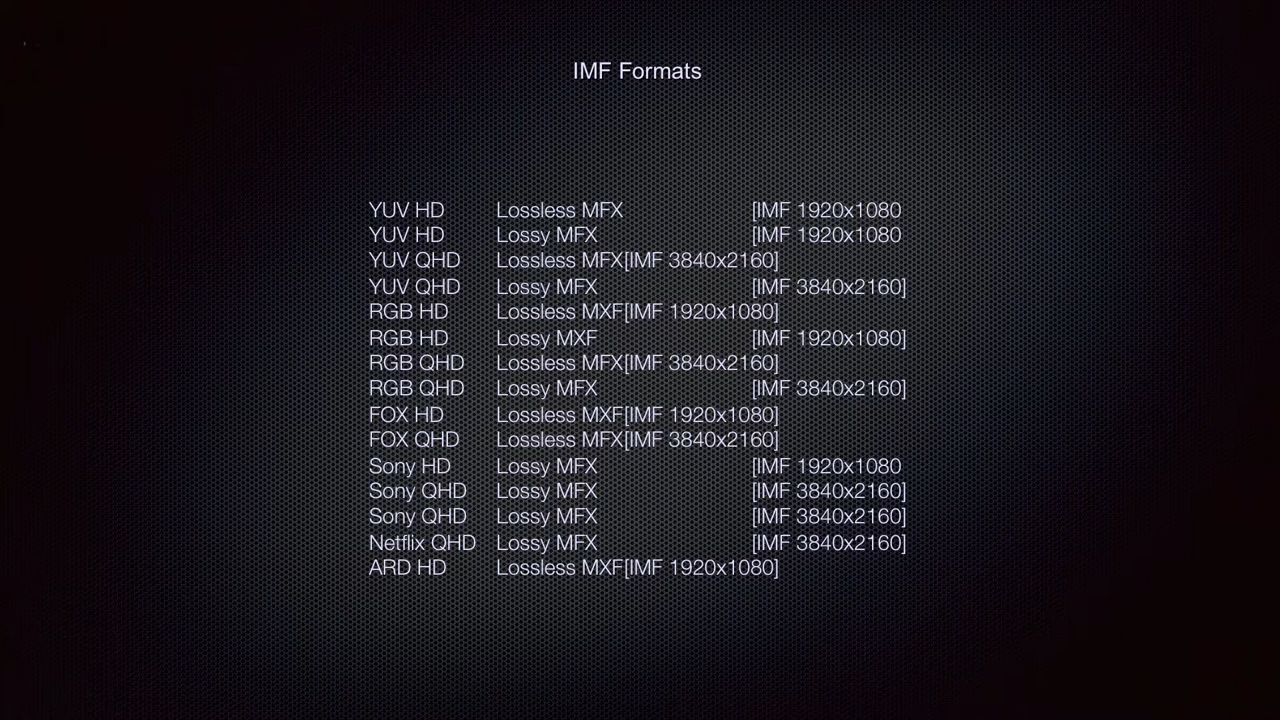 IMF Formats
YUV HD Lossless MFX [IMF 1920x1080
YUV HD Lossy MFX [IMF 1920x1080
YUV QHD Lossless MFX[IMF 3840x2160]
YUV QHD Lossy MFX [IMF 3840x2160]
RGB HD Lossless MXF[IMF 1920x1080]
RGB HD Lossy MXF [IMF 1920x1080]
RGB QHD Lossless MFX[IMF 3840x2160]
RGB QHD Lossy MFX [IMF 3840x2160]
FOX HD Lossless MXF[IMF 1920x1080]
FOX QHD Lossless MFX[IMF 3840x2160]
Sony HD Lossy MFX [IMF 1920x1080
Sony QHD Lossy MFX [IMF 3840x2160]
Sony QHD Lossy MFX [IMF 3840x2160]
Netflix QHD Lossy MFX [IMF 3840x2160]
ARD HD Lossless MXF[IMF 1920x1080]